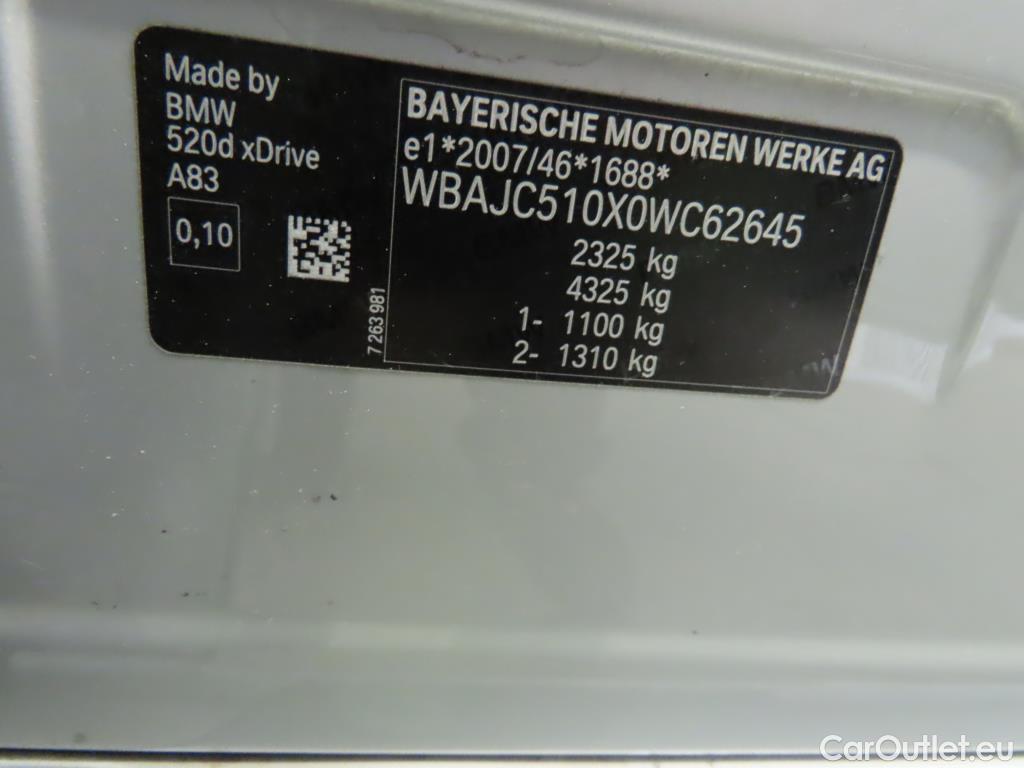 Made by
BMW
520d xDrive
A83
0,10
7 263 981
BAYERISCHE MOTOREN WERKE AG
e1*2007/46*1688*
WBAJC510X0WC62645
2325 kg
4325 kg
1- 1100 kg
2- 1310 kg
CarOutlet.eu